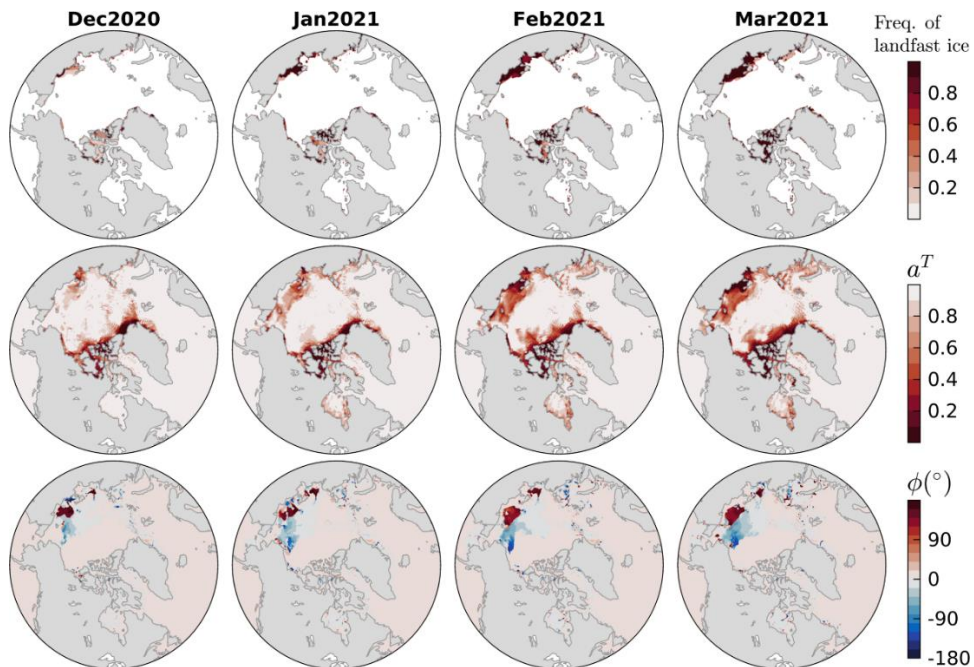 Dec2020
Jan2021
Feb2021
Mar2021
Freq. of
landfast ice
0.8
0.6
0.4
0.2
a^T
0.8
0.6
0.4
0.2
ϕ(°)
90
0
-90
-180